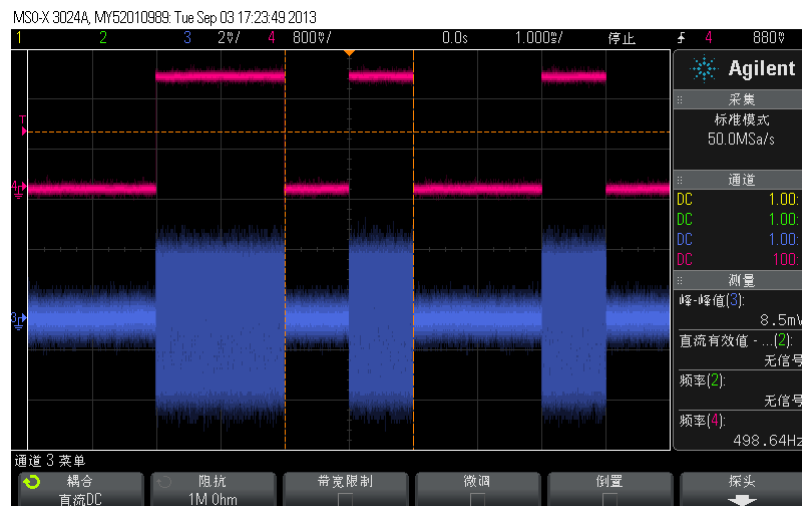 MSO-X 3024A, MY52010989: Tue Sep 03 17:23:49 2013
1 2 3 2㎷/ 4 800㎷/ 0.0s 1.000㎳/ 停止 4 880㎷
Agilent
采集
标准模式
50.0MSa/s
T
4
通道
DC 1.00:
DC 1.00:
DC 1.00:
DC 100:
测量
峰-峰值(3):
8.5mV
3
直流有效值 - ...(2):
无信号
频率(2):
无信号
频率(4):
498.64Hz
通道 3 菜单
耦合 阻抗 带宽限制 微调 倒置 探头
直流DC 1M Ohm